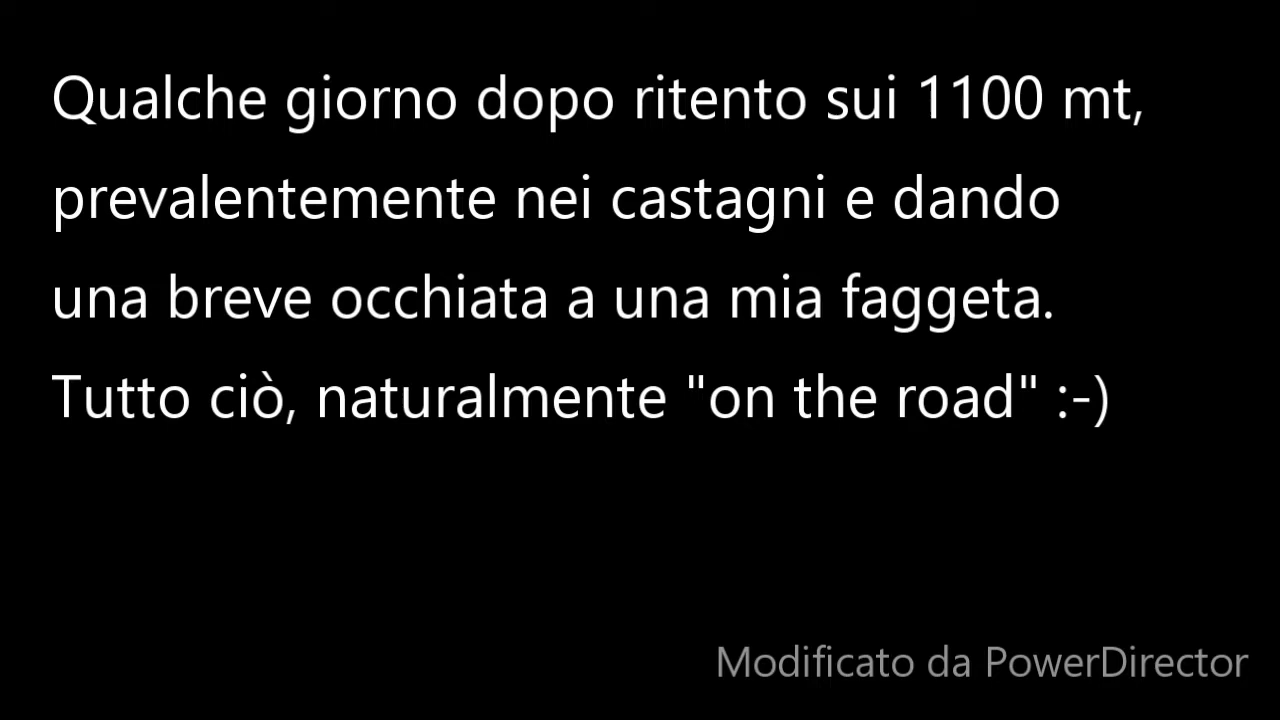 Qualche giorno dopo ritento sui 1100 mt,
prevalentemente nei castagni e dando
una breve occhiata a una mia faggeta.
Tutto ciò, naturalmente "on the road" :-)
Modificato da PowerDirector